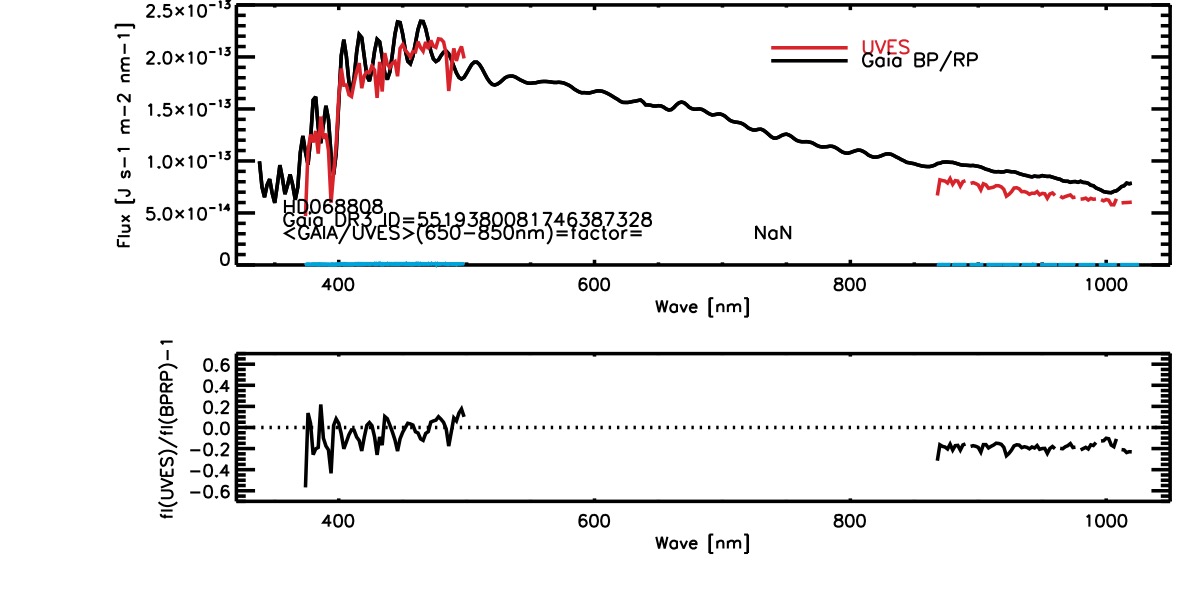 2.5×10−13
2.0×10−13
1.5×10−13
1.0×10−13
5.0×10−14
0
Flux [J s−1 m−2 nm−1]
UVES
Gaia BP/RP
HD068808
Gaia DR3 ID=5519380081746387328
<GAIA/UVES>(650−850nm)=factor= NaN
400 600 800 1000
Wave [nm]
0.6
0.4
0.2
0.0
−0.2
−0.4
−0.6
fl(UVES)/fl(BPRP)−1
400 600 800 1000
Wave [nm]